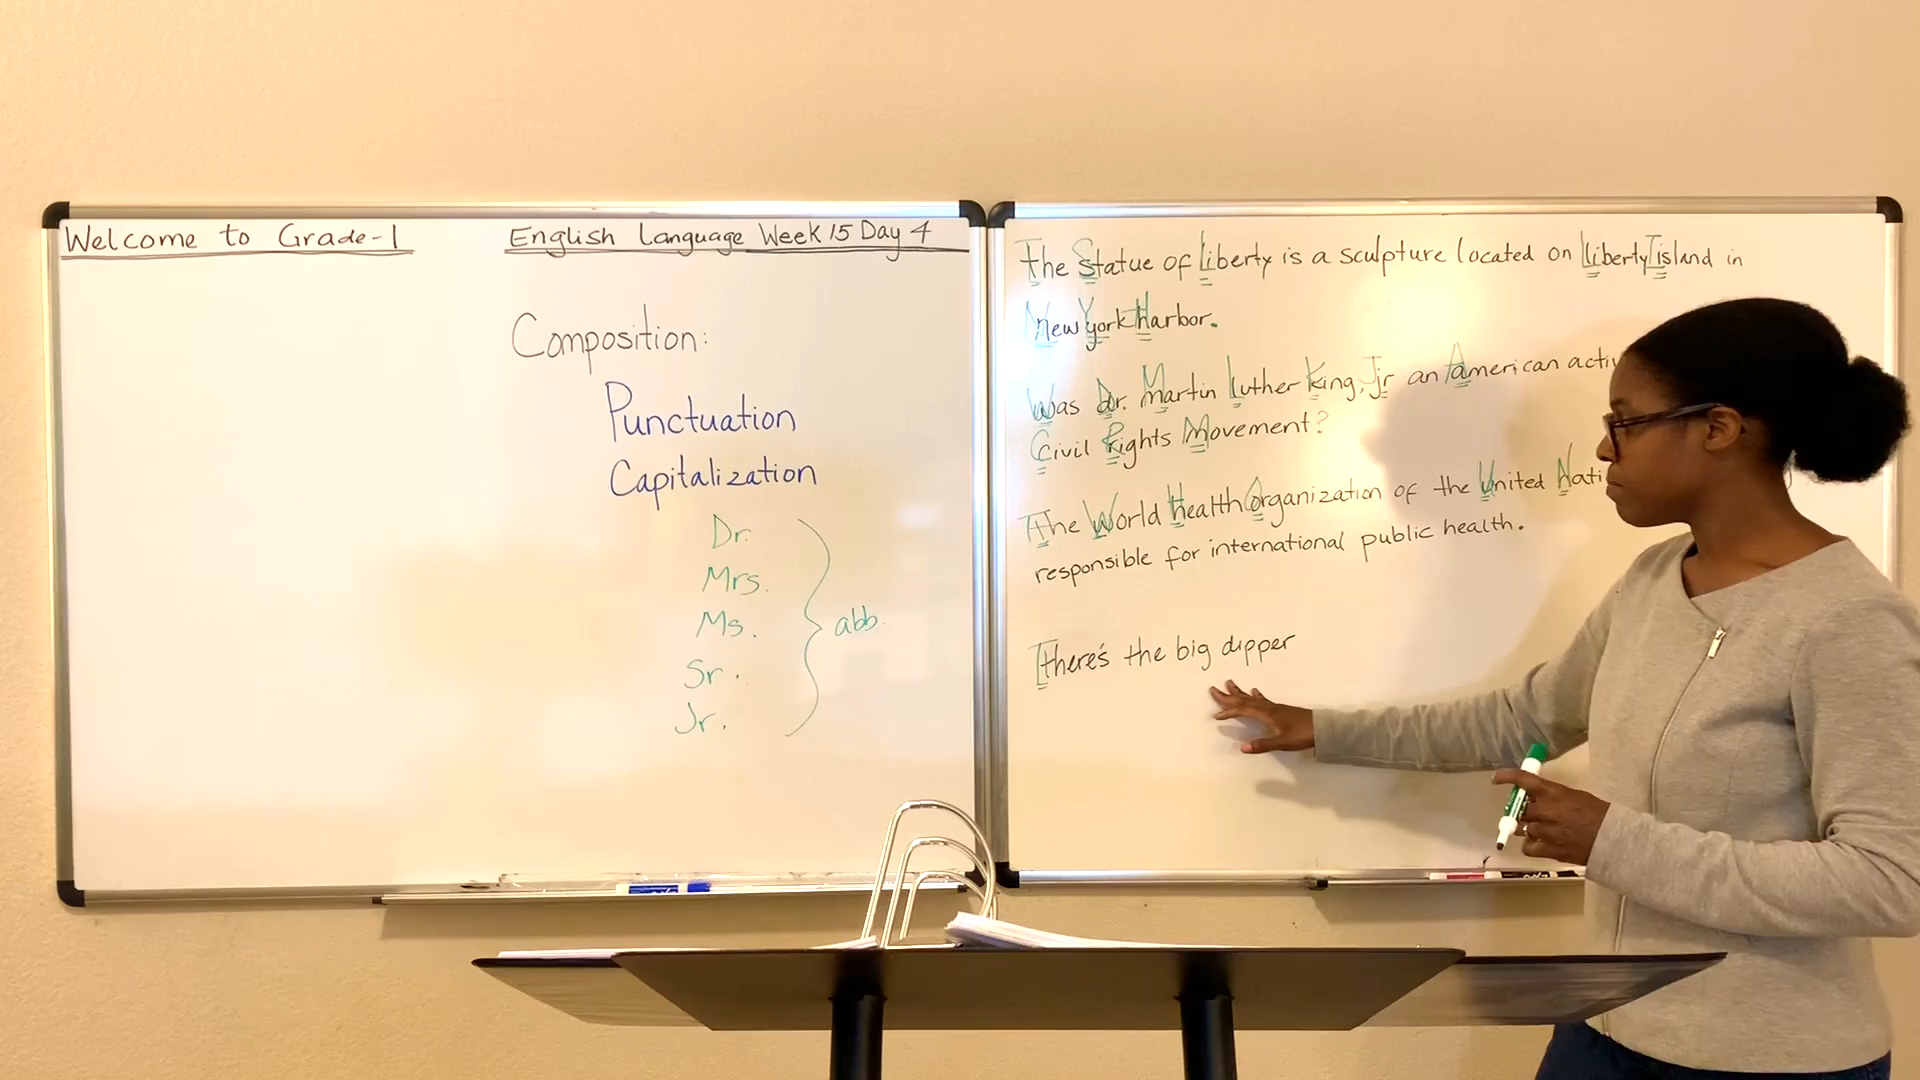 Welcome to Grade-1
English Language Week 15 Day 4
Composition:
Punctuation
Capitalization
Dr.
Mrs.
Ms.
Sr.
Jr.
abb.
The Statue of Liberty is a sculpture located on Liberty Island in
New York Harbor.
Was Dr. Martin Luther King, Jr an American
Civil Rights Movement?
The World Health Organization of the United
responsible for international public health.
There's the big dipper